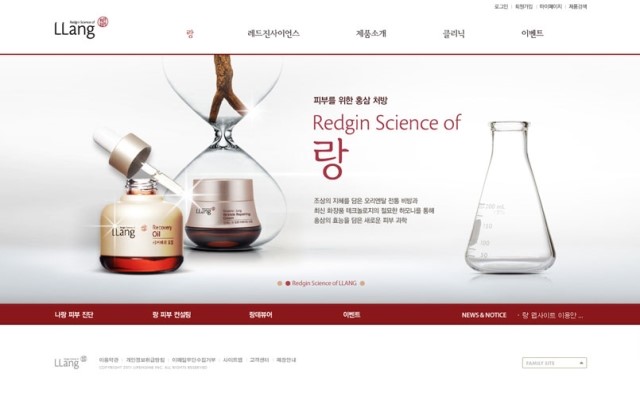 로그인 | 회원가입 | 마이페이지 | 제품검색
Redgin Science of
LLang
랑
레드진사이언스
제품소개
클리닉
이벤트
피부를 위한 홍삼 처방
Redgin Science of
랑
조상의 지혜를 담은 오리엔탈 전통 비방과
최신 화장품 테크놀로지의 절묘한 하모니를 통해
홍삼의 효능을 담은 새로운 피부 과학
LLang
Recovery
Oil
LLang
Redgin Science of LLANG
나랑 피부 진단
랑 피부 컨설팅
랑데뷰어
이벤트
NEWS & NOTICE
· 랑 웹사이트 이용안 ...
LLang
이용약관 | 개인정보취급방침 | 이메일무단수집거부 | 사이트맵 | 고객센터 | 매장안내
FAMILY SITE